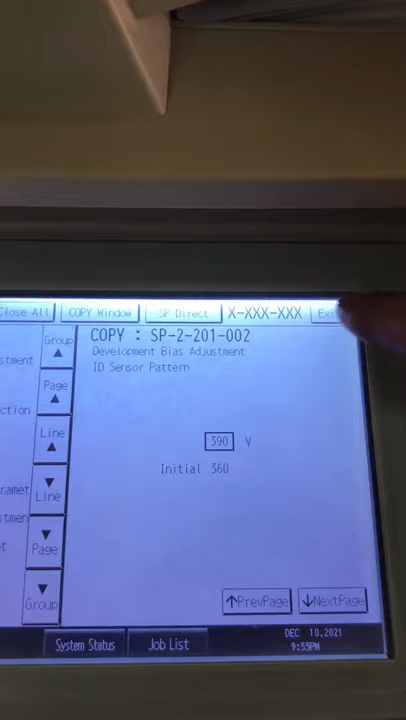 Close All COPY Window SP Direct X-XXX-XXX
Group COPY : SP-2-201-002
Development Bias Adjustment
ID Sensor Pattern
Page
Line
390 V
Initial 360
Line
Page
Group
↑PrevPage ↓NextPage
System Status Job List DEC 10,2021
9:55PM